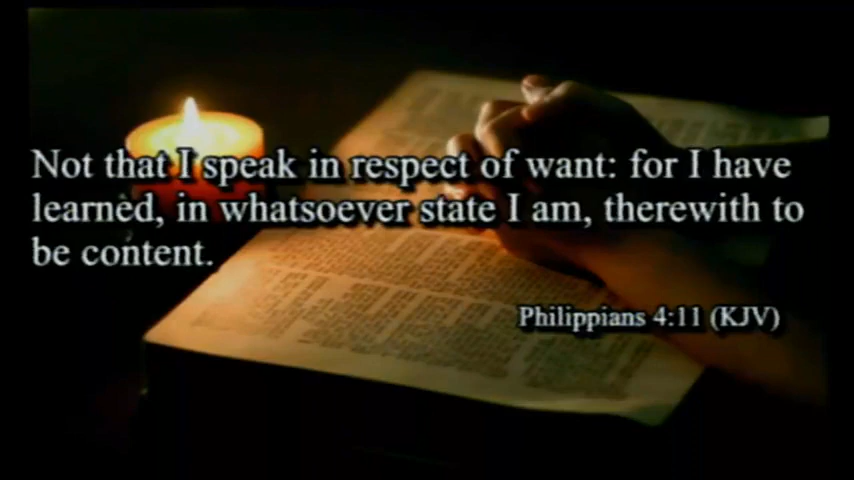 Not that I speak in respect of want: for I have
learned, in whatsoever state I am, therewith to
be content.
Philippians 4:11 (KJV)